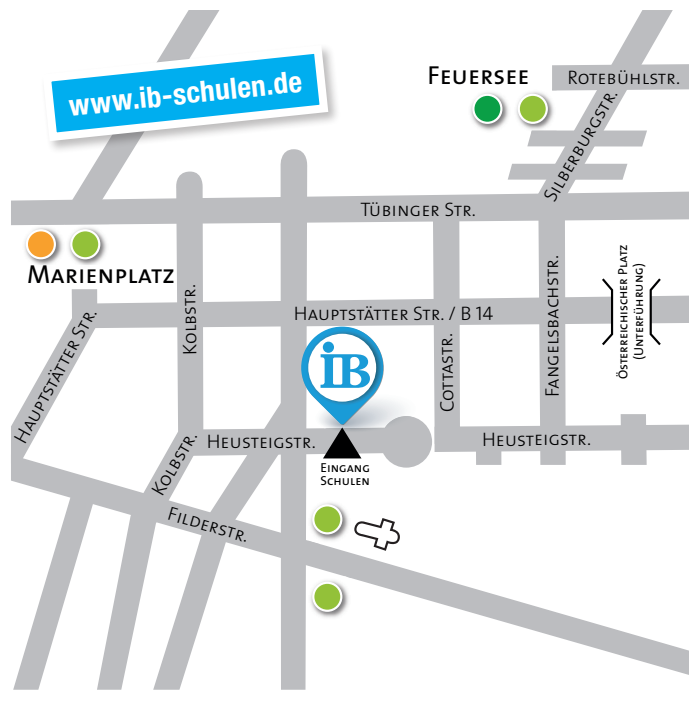 www.ib-schulen.de
FEUERSEE
ROTEBÜHLSTR.
SILBERBURGSTR.
TÜBINGER STR.
MARIENPLATZ
HAUPTSTÄTTER STR. / B 14
ÖSTERREICHISCHER PLATZ
(UNTERFÜHRUNG)
KOLBSTR.
HAUPTSTÄTTER STR.
COTTASTR.
FANGELSBACHSTR.
iB
HEUSTEIGSTR.
HEUSTEIGSTR.
KOLBSTR.
EINGANG
SCHULEN
FILDERSTR.